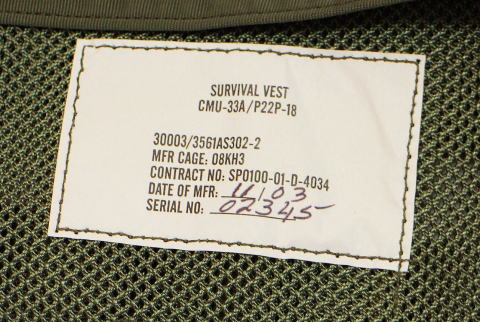 SURVIVAL VEST
CMU-33A/P22P-18
30003/3561AS302-2
MFR CAGE: 08KH3
CONTRACT NO: SPO100-01-D-4034
DATE OF MFR: 11/03
SERIAL NO: 02345